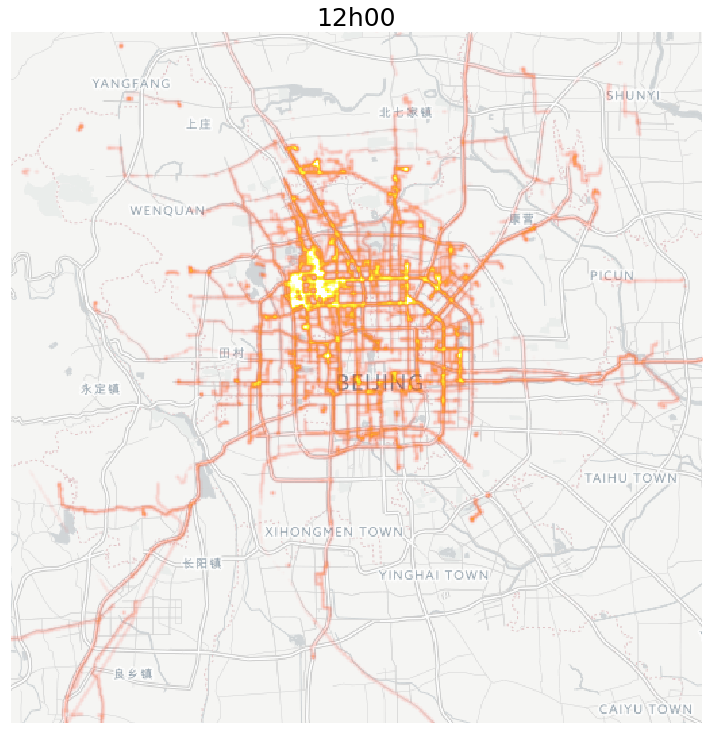 12h00
YANGFANG
SHUNYI
北七家镇
上庄
WENQUAN
康营
PICUN
田村
BEIJING
永定镇
TAIHU TOWN
XIHONGMEN TOWN
长阳镇
YINGHAI TOWN
良乡镇
CAIYU TOWN